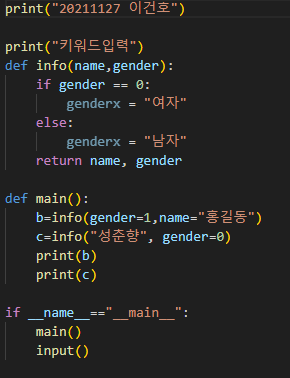 print("20211127 이건호")
print("키워드입력")
def info(name,gender):
    if gender == 0:
        genderx = "여자"
    else:
        genderx = "남자"
    return name, gender
def main():
    b=info(gender=1,name="홍길동")
    c=info("성준향", gender=0)
    print(b)
    print(c)
if __name__=="__main__":
    main()
    input()